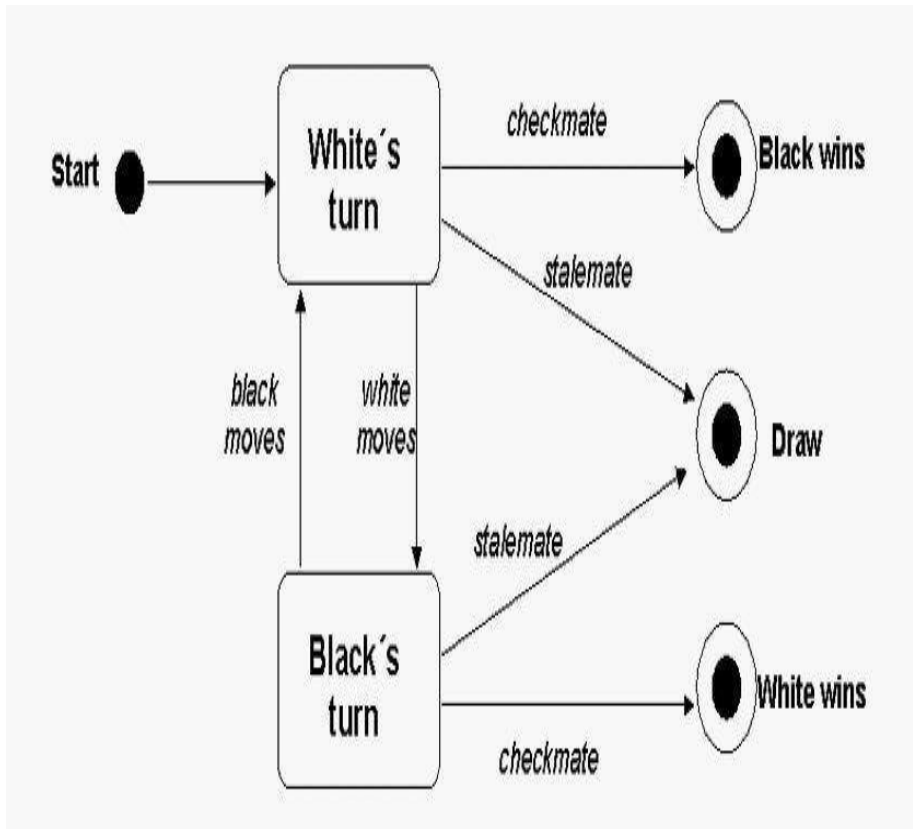 Start
White´s
turn
checkmate
Black wins
stalemate
black
moves
white
moves
Draw
stalemate
Black´s
turn
White wins
checkmate